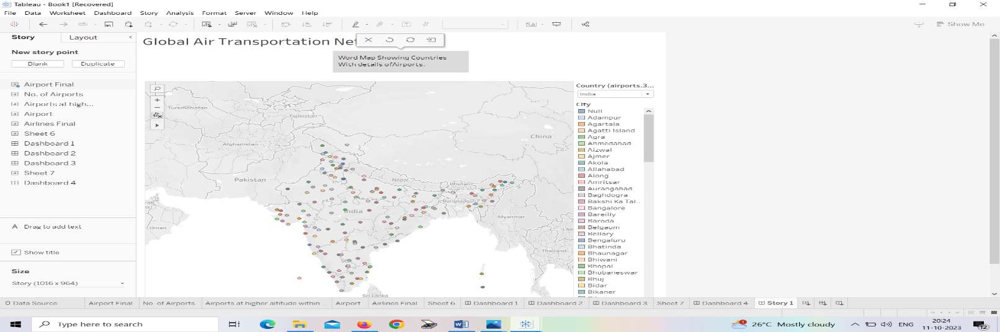 Tableau - Book1 [Recovered]
File Data Worksheet Dashboard Story Analysis Format Server Window Help
Show Me
Story Layout
New story point
Blank Duplicate
Airport Final
No. of Airports
Airports at high...
Airport
Airlines Final
Sheet 6
Dashboard 1
Dashboard 2
Dashboard 3
Sheet 7
Dashboard 4
A Drag to add text
Show title
Size
Story (1016 x 964)
Global Air Transportation Ne
Word Map Showing Countries
With details ofAirports.
Turkmenistan
Tajikistan
China
Afghanistan
Pakistan
Nepal
Bhutan
Bangladesh
India
Myanmar
Oman
Thailand
Sri Lanka
Country (airports.3...
India
City
Null
Adampur
Agartala
Agatti Island
Agra
Ahmedabad
Aizwal
Ajmer
Akola
Allahabad
Along
Amritsar
Aurangabad
Baghdogra
Bakshi Ka Tal..
Bangalore
Bareilly
Baroda
Belgaum
Bellary
Bengaluru
Bhatinda
Bhaunagar
Bhiwani
Bhopal
Bhubaneswar
Bhuj
Bidar
Bikaner
Data Source Airport Final No. of Airports Airports at higher altitude within ... Airport Airlines Final Sheet 6 Dashboard 1 Dashboard 2 Dashboard 3 Sheet 7 Dashboard 4 Story 1
Type here to search
26°C Mostly cloudy
ENG
20:24
11-10-2023
12